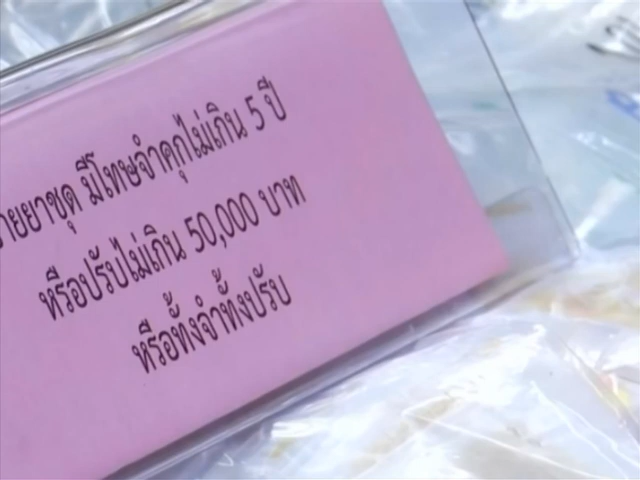 ยาชุด มีโทษจำคุกไม่เกิน 5 ปี
หรือปรับไม่เกิน 50,000 บาท
หรือทั้งจำทั้งปรับ